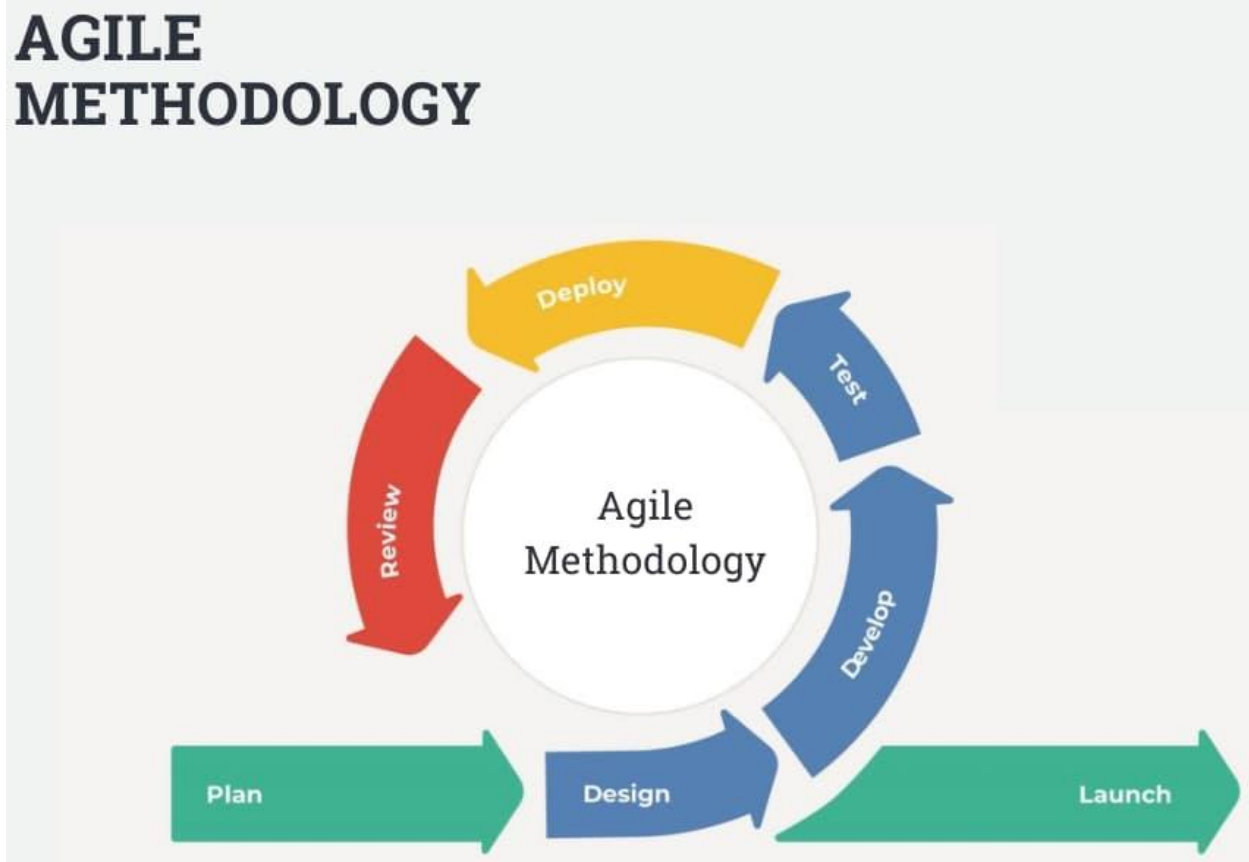 AGILE
METHODOLOGY
Deploy
Test
Review
Agile
Methodology
Develop
Plan
Design
Launch